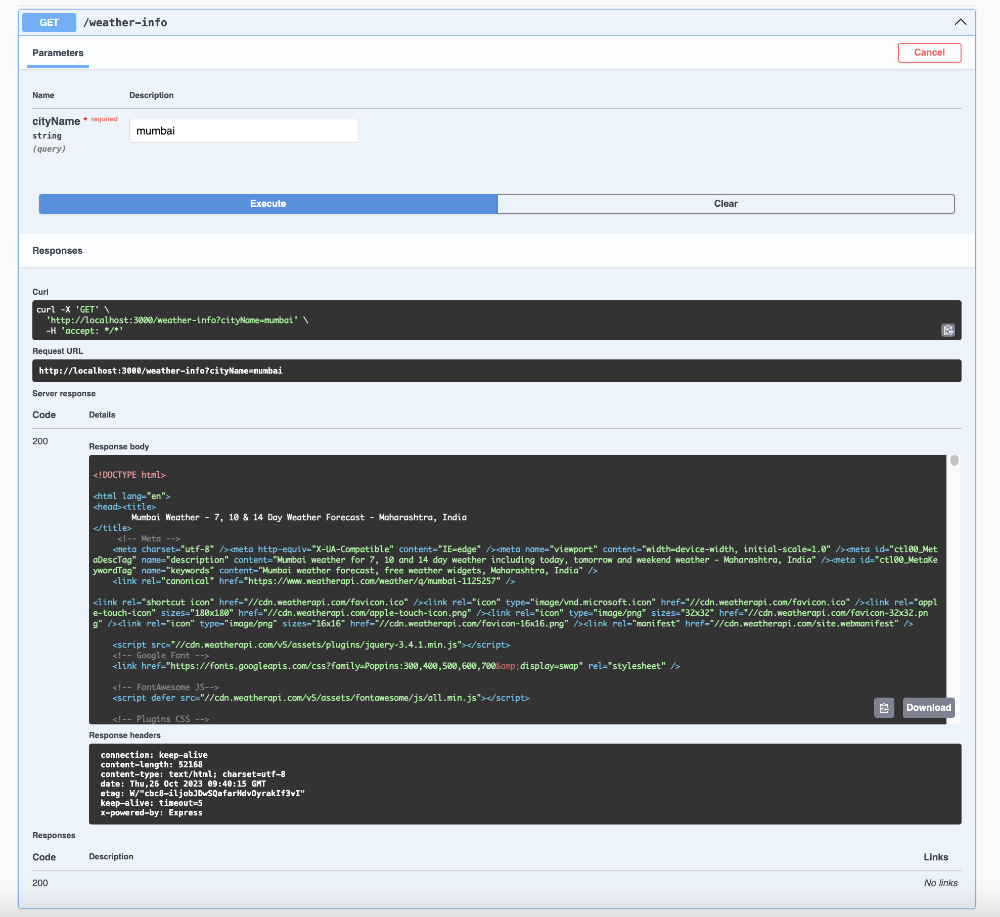 GET /weather-info
Parameters
Cancel
Name Description
cityName * required
string
(query)
mumbai
Execute Clear
Responses
Curl
curl -X 'GET' \
  'http://localhost:3000/weather-info?cityName=mumbai' \
  -H 'accept: */*'
Request URL
http://localhost:3000/weather-info?cityName=mumbai
Server response
Code Details
200
Response body
<!DOCTYPE html>
<html lang="en">
<head><title>
        Mumbai Weather - 7, 10 & 14 Day Weather Forecast - Maharashtra, India
</title>
     <!-- Meta -->
    <meta charset="utf-8" /><meta http-equiv="X-UA-Compatible" content="IE=edge" /><meta name="viewport" content="width=device-width, initial-scale=1.0" /><meta id="ctl00_Met
aDescTag" name="description" content="Mumbai weather for 7, 10 and 14 day weather including today, tomorrow and weekend weather - Maharashtra, India" /><meta id="ctl00_MetaKe
ywordTag" name="keywords" content="Mumbai weather forecast, free weather widgets, Maharashtra, India" />
    <link rel="canonical" href="https://www.weatherapi.com/weather/q/mumbai-1125257" />
<link rel="shortcut icon" href="//cdn.weatherapi.com/favicon.ico" /><link rel="icon" type="image/vnd.microsoft.icon" href="//cdn.weatherapi.com/favicon.ico" /><link rel="appl
e-touch-icon" sizes="180x180" href="//cdn.weatherapi.com/apple-touch-icon.png" /><link rel="icon" type="image/png" sizes="32x32" href="//cdn.weatherapi.com/favicon-32x32.pn
g" /><link rel="icon" type="image/png" sizes="16x16" href="//cdn.weatherapi.com/favicon-16x16.png" /><link rel="manifest" href="//cdn.weatherapi.com/site.webmanifest" />
    <script src="//cdn.weatherapi.com/v5/assets/plugins/jquery-3.4.1.min.js"></script>
    <!-- Google Font -->
    <link href="https://fonts.googleapis.com/css?family=Poppins:300,400,500,600,700&amp;display=swap" rel="stylesheet" />
    <!-- FontAwesome JS-->
    <script defer src="//cdn.weatherapi.com/v5/assets/fontawesome/js/all.min.js"></script>
    <!-- Plugins CSS -->
Download
Response headers
connection: keep-alive
content-length: 52168
content-type: text/html; charset=utf-8
date: Thu,26 Oct 2023 09:40:15 GMT
etag: W/"cbc8-iljobJDwSQafarHdvOyrakIf3vI"
keep-alive: timeout=5
x-powered-by: Express
Responses
Code Description Links
200 No links